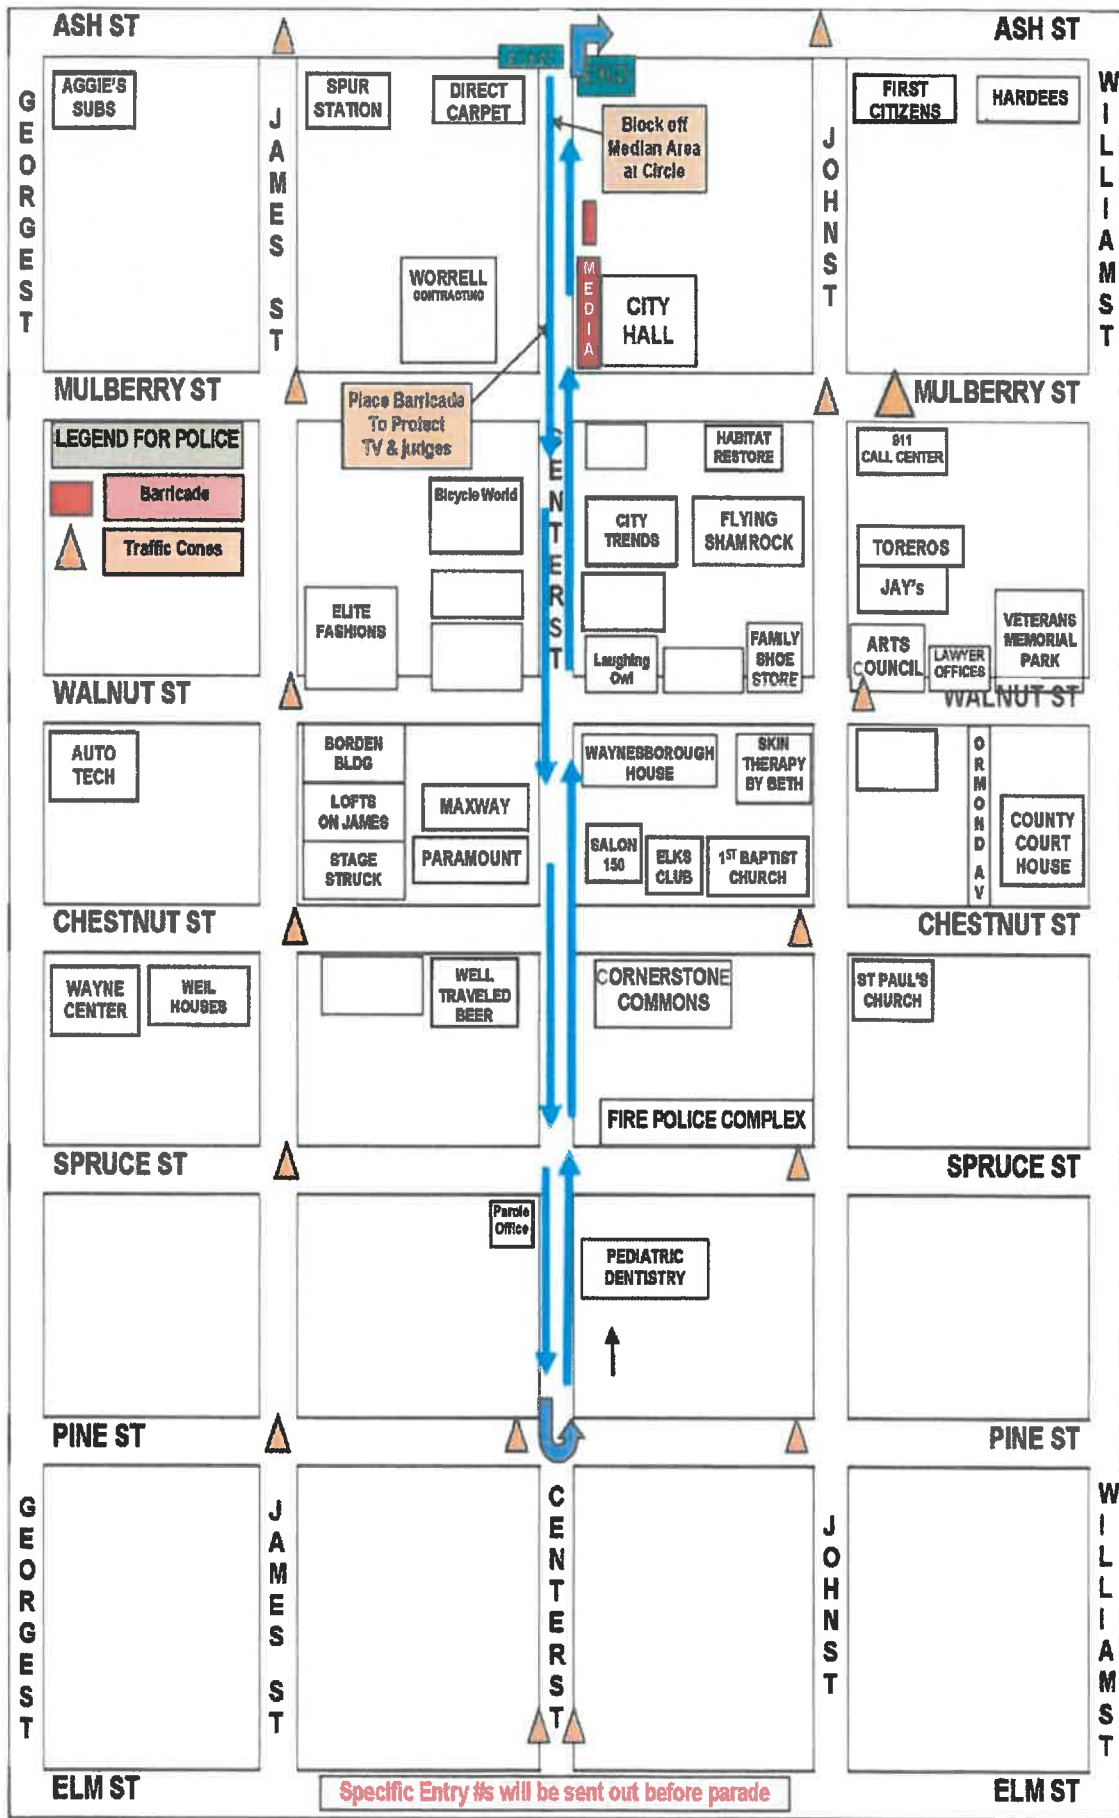 ASH ST
ASH ST
END
GEORGE ST
AGGIE'S
SUBS
JAMES ST
SPUR
STATION
DIRECT
CARPET
Block off
Median Area
at Circle
JOHN ST
FIRST
CITIZENS
HARDEES
WILLIAM ST
WORRELL
CONTRACTING
MEDIA
CITY
HALL
MULBERRY ST
MULBERRY ST
Place Barricade
To Protect
TV & judges
LEGEND FOR POLICE
Barricade
Traffic Cones
CENTER ST
Bicycle World
HABITAT
RESTORE
911
CALL CENTER
CITY
TRENDS
FLYING
SHAMROCK
TOREROS
JAY's
ELITE
FASHIONS
Laughing
Owl
FAMILY
SHOE
STORE
ARTS
COUNCIL
LAWYER
OFFICES
VETERANS
MEMORIAL
PARK
WALNUT ST
WALNUT ST
AUTO
TECH
BORDEN
BLDG
LOFTS
ON JAMES
STAGE
STRUCK
MAXWAY
PARAMOUNT
WAYNESBOROUGH
HOUSE
SKIN
THERAPY
BY BETH
SALON
150
ELKS
CLUB
1ST BAPTIST
CHURCH
ORMOND AV
COUNTY
COURT
HOUSE
CHESTNUT ST
CHESTNUT ST
WAYNE
CENTER
WEIL
HOUSES
WELL
TRAVELED
BEER
CORNERSTONE
COMMONS
ST PAUL'S
CHURCH
FIRE POLICE COMPLEX
SPRUCE ST
SPRUCE ST
Parole
Office
PEDIATRIC
DENTISTRY
PINE ST
PINE ST
GEORGE ST
JAMES ST
CENTER ST
JOHN ST
WILLIAM ST
ELM ST
Specific Entry #s will be sent out before parade
ELM ST